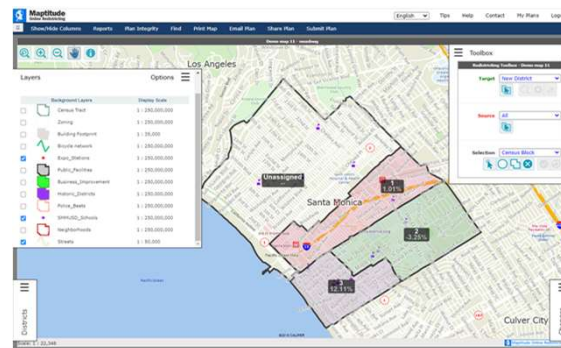 Maptitude
Online Redistricting
English
Tips
Help
Contact
My Plans
Show/Hide Columns
Reports
Plan Integrity
Find
Print Map
Email Plan
Share Plan
Submit Plan
Los Angeles
Toolbox
Target
New District
Source
All
Selection
Census Block
Layers
Options
Background Layers
Display Scale
Census Tract
1 : 250,000,000
Zoning
1 : 250,000,000
Building Footprint
Bicycle network
1 : 250,000,000
Expo_Stations
1 : 250,000,000
Public_Facilities
1 : 250,000,000
Business_Improvement
1 : 250,000,000
Historic_Districts
1 : 250,000,000
Police_Beats
1 : 250,000,000
SMMUSD_Schools
1 : 250,000,000
Neighborhoods
1 : 250,000,000
Streets
1 : 50,000
Unassigned
1
1.01%
Santa Monica
2
-3.25%
3
12.11%
Culver City
Districts